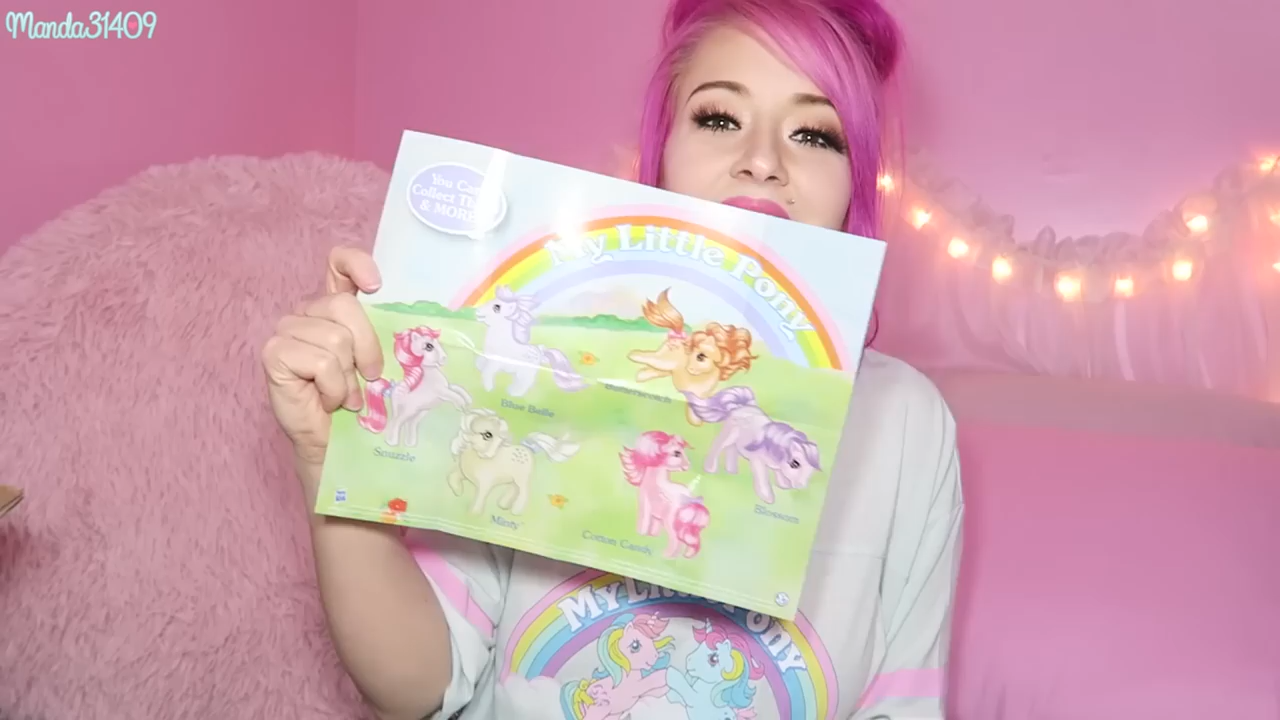 Manda31409
You Can
Collect These
& MORE!
My Little Pony
Butterscotch
Blue Belle
Snuzzle
Blossom
Minty
Cotton Candy
My Little Pony